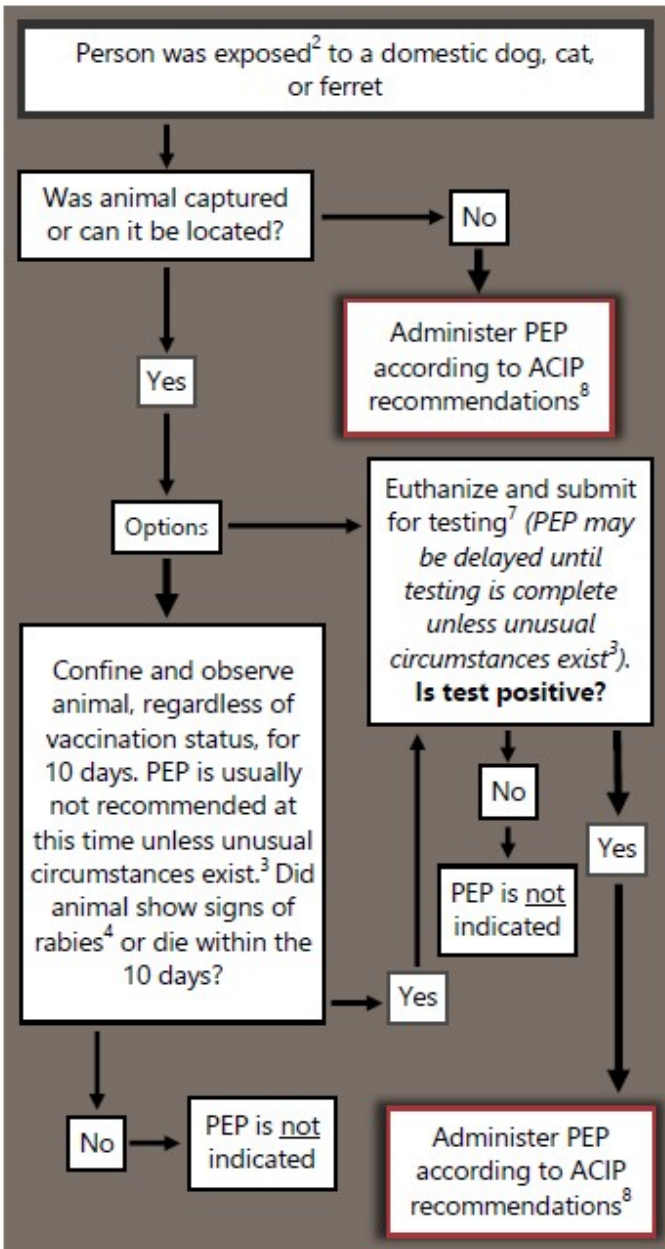 Person was exposed² to a domestic dog, cat,
or ferret
Was animal captured
or can it be located?
No
Administer PEP
according to ACIP
recommendations⁸
Yes
Options
Euthanize and submit
for testing⁷ (PEP may
be delayed until
testing is complete
unless unusual
circumstances exist³).
Is test positive?
Confine and observe
animal, regardless of
vaccination status, for
10 days. PEP is usually
not recommended at
this time unless unusual
circumstances exist.³ Did
animal show signs of
rabies⁴ or die within the
10 days?
No
Yes
PEP is not
indicated
Yes
No
PEP is not
indicated
Administer PEP
according to ACIP
recommendations⁸